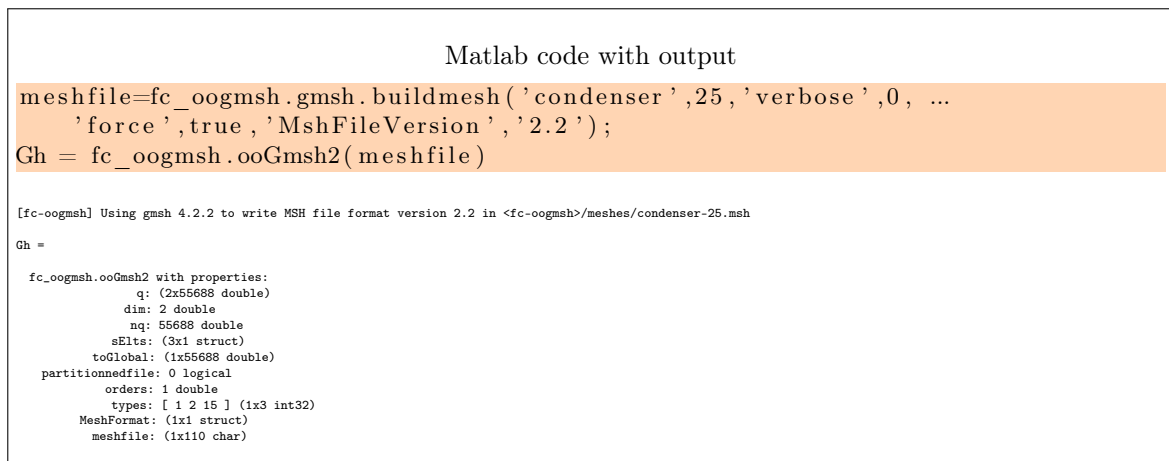 Matlab code with output
meshfile=fc_oogmsh.gmsh.buildmesh('condenser',25,'verbose',0, ...
'force',true,'MshFileVersion','2.2');
Gh = fc_oogmsh.ooGmsh2(meshfile)
[fc-oogmsh] Using gmsh 4.2.2 to write MSH file format version 2.2 in <fc-oogmsh>/meshes/condenser-25.msh
Gh =
fc_oogmsh.ooGmsh2 with properties:
q: (2x55688 double)
dim: 2 double
nq: 55688 double
sElts: (3x1 struct)
toGlobal: (1x55688 double)
partitionnedfile: 0 logical
orders: 1 double
types: [ 1 2 15 ] (1x3 int32)
MeshFormat: (1x1 struct)
meshfile: (1x110 char)